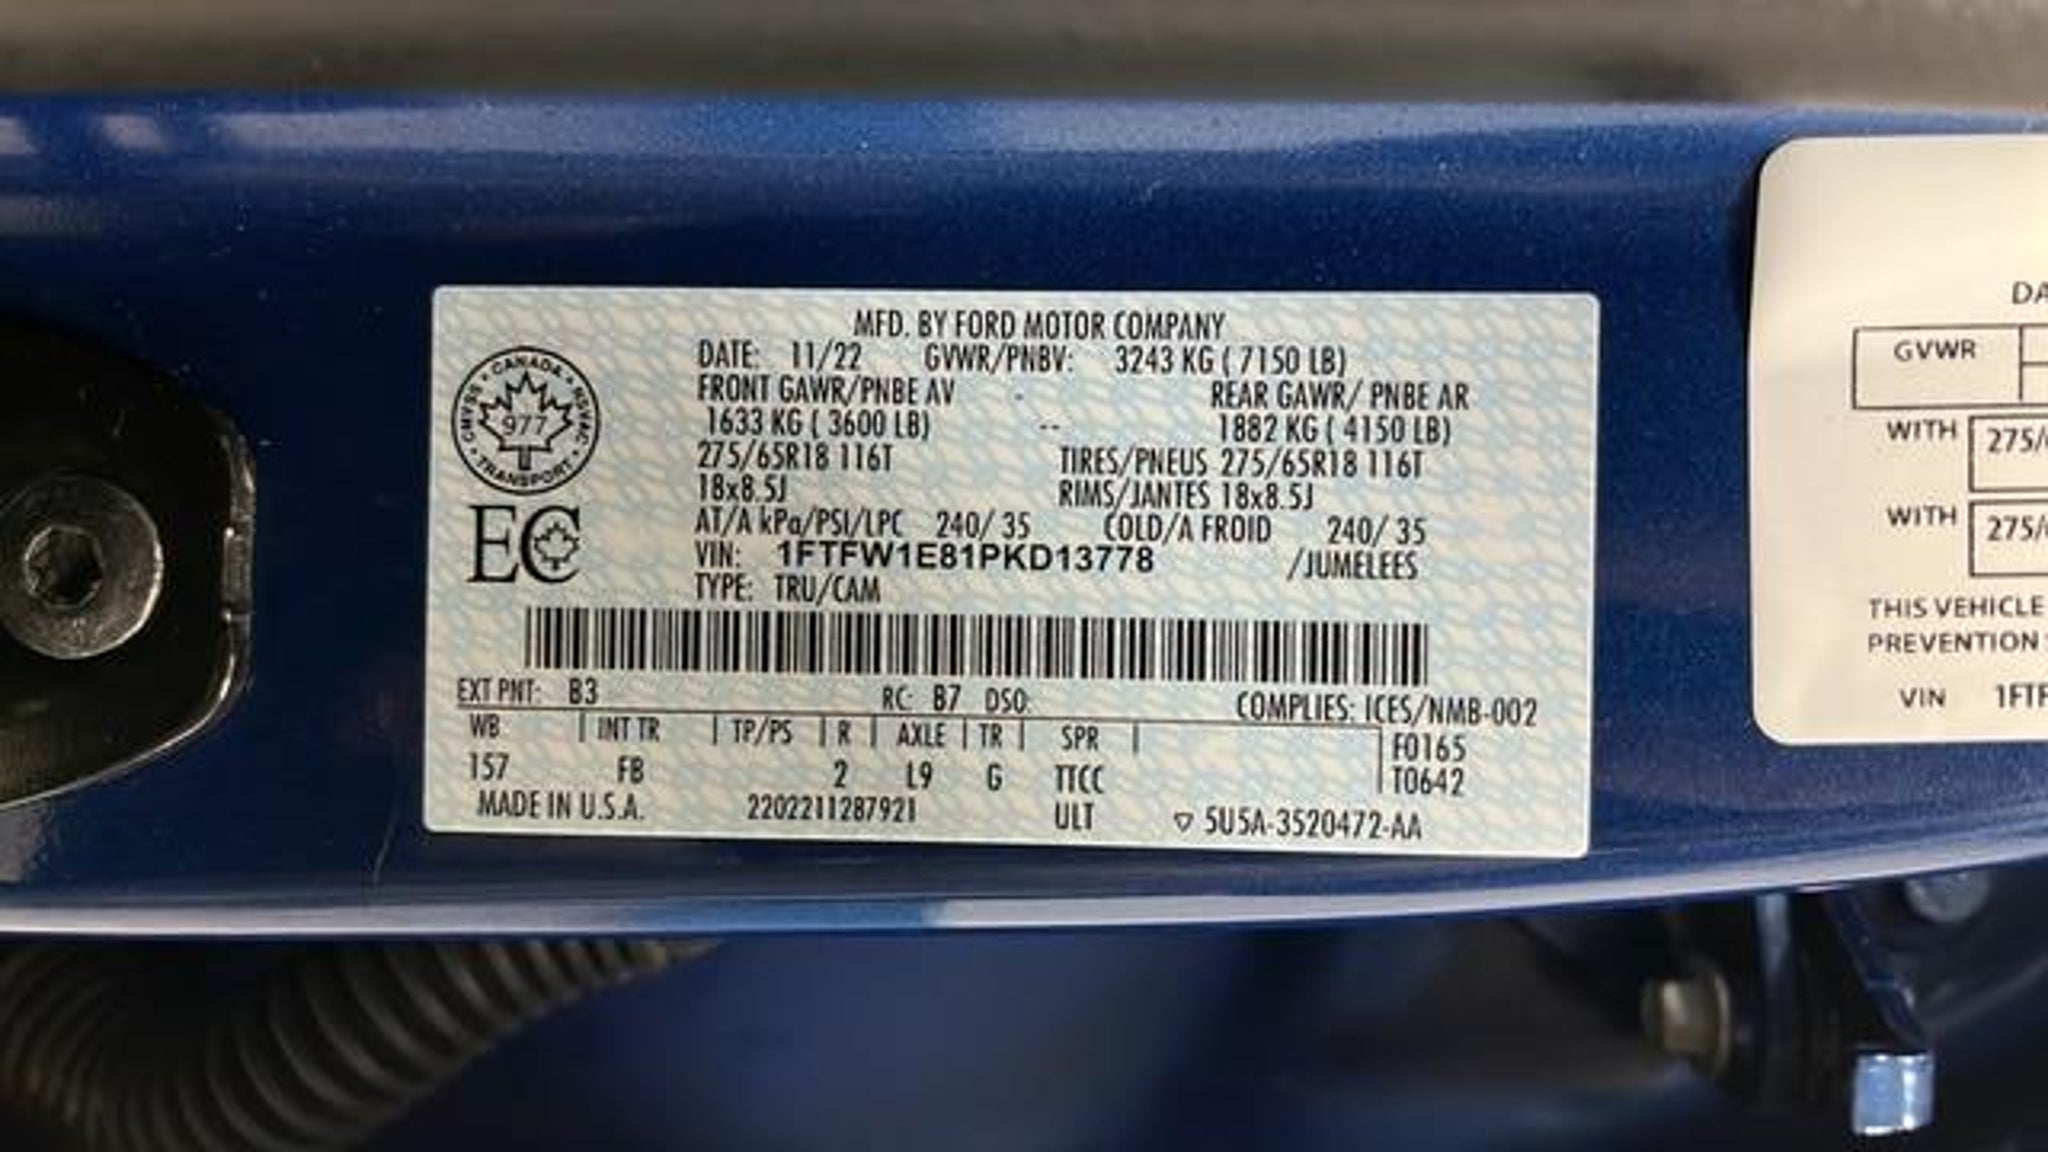 MFD. BY FORD MOTOR COMPANY
DATE: 11/22 GVWR/PNBV: 3243 KG ( 7150 LB)
FRONT GAWR/PNBE AV - REAR GAWR/ PNBE AR
1633 KG ( 3600 LB) -- 1882 KG ( 4150 LB)
275/65R18 116T TIRES/PNEUS 275/65R18 116T
18x8.5J RIMS/JANTES 18x8.5J
AT/A kPa/PSI/LPC 240/ 35 COLD/A FROID 240/ 35
VIN: 1FTFW1E81PKD13778 /JUMELEES
TYPE: TRU/CAM
CANADA
CMVSS NSVAC
977
TRANSPORT
EC
EXT PNT: B3 RC: B7 DSO: COMPLIES: ICES/NMB-002
WB | INT TR | TP/PS | R | AXLE | TR | SPR | F0165
157 FB 2 L9 G TTCC T0642
MADE IN U.S.A. 2202211287921 ULT ▽ 5U5A-3520472-AA
DA
GVWR
WITH 275/
WITH 275/
THIS VEHICLE
PREVENTION
VIN 1FTF